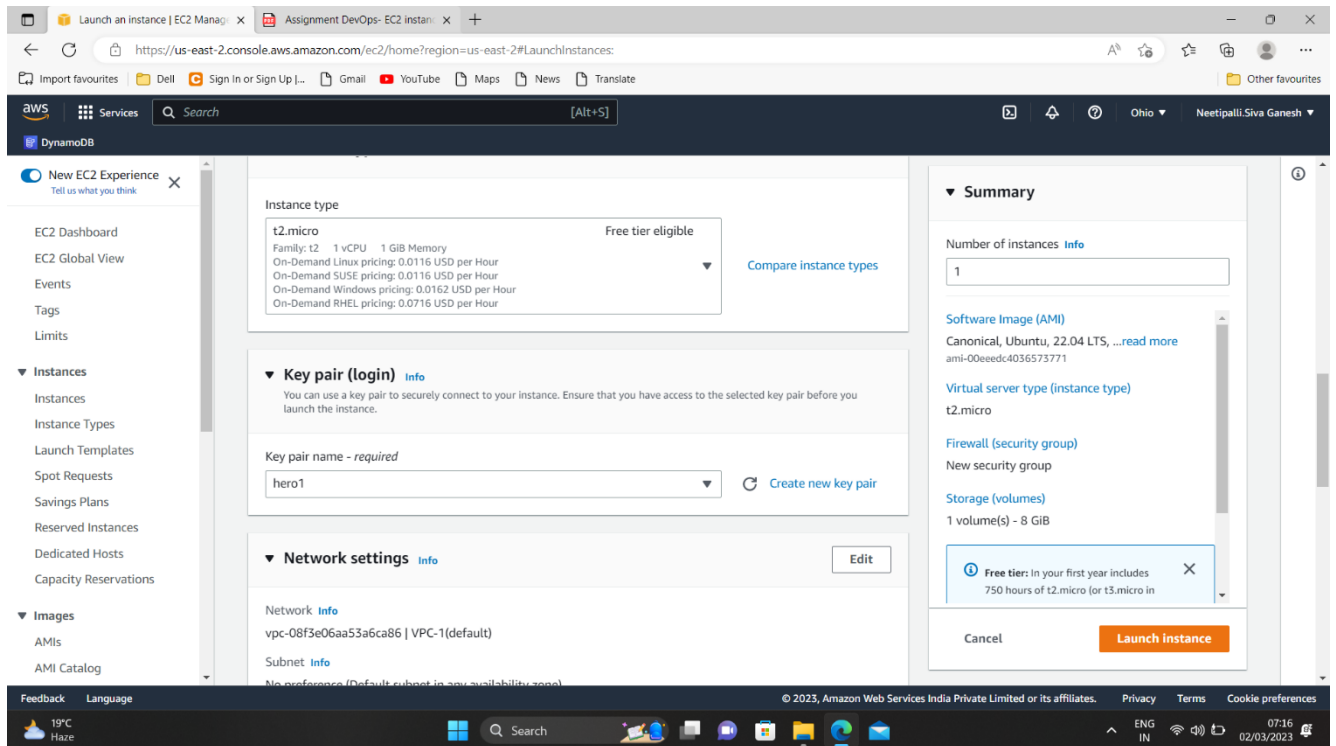 Launch an instance | EC2 Manag
Assignment DevOps- EC2 instanc
https://us-east-2.console.aws.amazon.com/ec2/home?region=us-east-2#LaunchInstances:
Import favourites Dell Sign In or Sign Up |... Gmail YouTube Maps News Translate Other favourites
aws Services Search [Alt+S] Ohio Neetipalli.Siva Ganesh
DynamoDB
New EC2 Experience
Tell us what you think
EC2 Dashboard
EC2 Global View
Events
Tags
Limits
Instances
Instances
Instance Types
Launch Templates
Spot Requests
Savings Plans
Reserved Instances
Dedicated Hosts
Capacity Reservations
Images
AMIs
AMI Catalog
Instance type
t2.micro Free tier eligible
Family: t2 1 vCPU 1 GiB Memory
On-Demand Linux pricing: 0.0116 USD per Hour
On-Demand SUSE pricing: 0.0116 USD per Hour
On-Demand Windows pricing: 0.0162 USD per Hour
On-Demand RHEL pricing: 0.0716 USD per Hour
Compare instance types
Key pair (login) Info
You can use a key pair to securely connect to your instance. Ensure that you have access to the selected key pair before you
launch the instance.
Key pair name - required
hero1
Create new key pair
Network settings Info
Edit
Network Info
vpc-08f3e06aa53a6ca86 | VPC-1(default)
Subnet Info
No preference (Default subnet in any availability zone)
Summary
Number of instances Info
1
Software Image (AMI)
Canonical, Ubuntu, 22.04 LTS, ...read more
ami-00eeedc4036573771
Virtual server type (instance type)
t2.micro
Firewall (security group)
New security group
Storage (volumes)
1 volume(s) - 8 GiB
Free tier: In your first year includes
750 hours of t2.micro (or t3.micro in
Cancel Launch instance
Feedback Language © 2023, Amazon Web Services India Private Limited or its affiliates. Privacy Terms Cookie preferences
19°C
Haze
Search
ENG
IN
07:16
02/03/2023